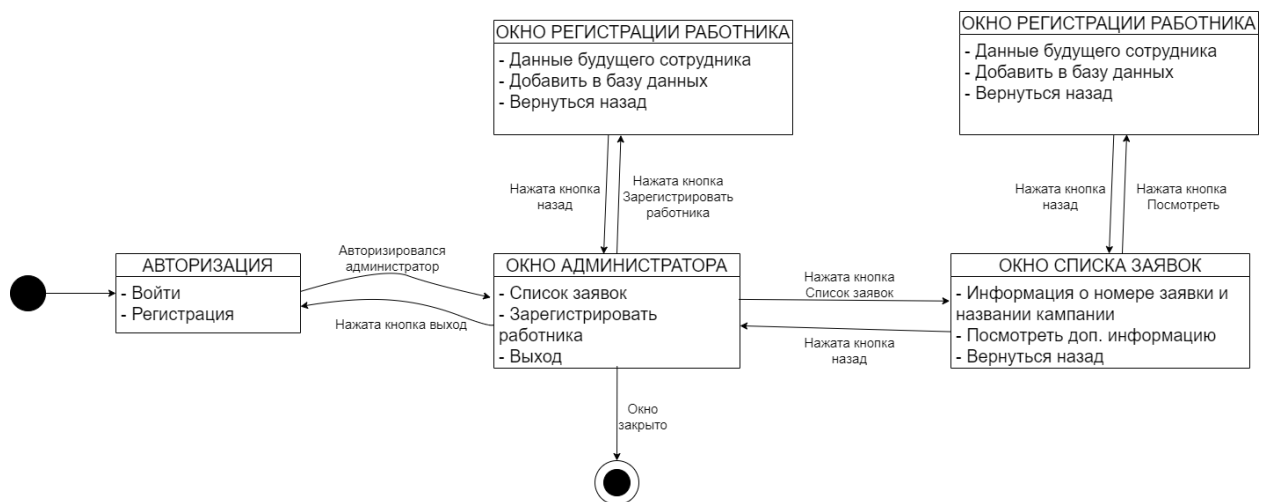 ОКНО РЕГИСТРАЦИИ РАБОТНИКА
- Данные будущего сотрудника
- Добавить в базу данных
- Вернуться назад
ОКНО РЕГИСТРАЦИИ РАБОТНИКА
- Данные будущего сотрудника
- Добавить в базу данных
- Вернуться назад
Нажата кнопка
назад
Нажата кнопка
Зарегистрировать
работника
Нажата кнопка
назад
Нажата кнопка
Посмотреть
АВТОРИЗАЦИЯ
- Войти
- Регистрация
Авторизировался
администратор
Нажата кнопка выход
ОКНО АДМИНИСТРАТОРА
- Список заявок
- Зарегистрировать
работника
- Выход
Нажата кнопка
Список заявок
Нажата кнопка
назад
ОКНО СПИСКА ЗАЯВОК
- Информация о номере заявки и
названии кампании
- Посмотреть доп. информацию
- Вернуться назад
Окно
закрыто